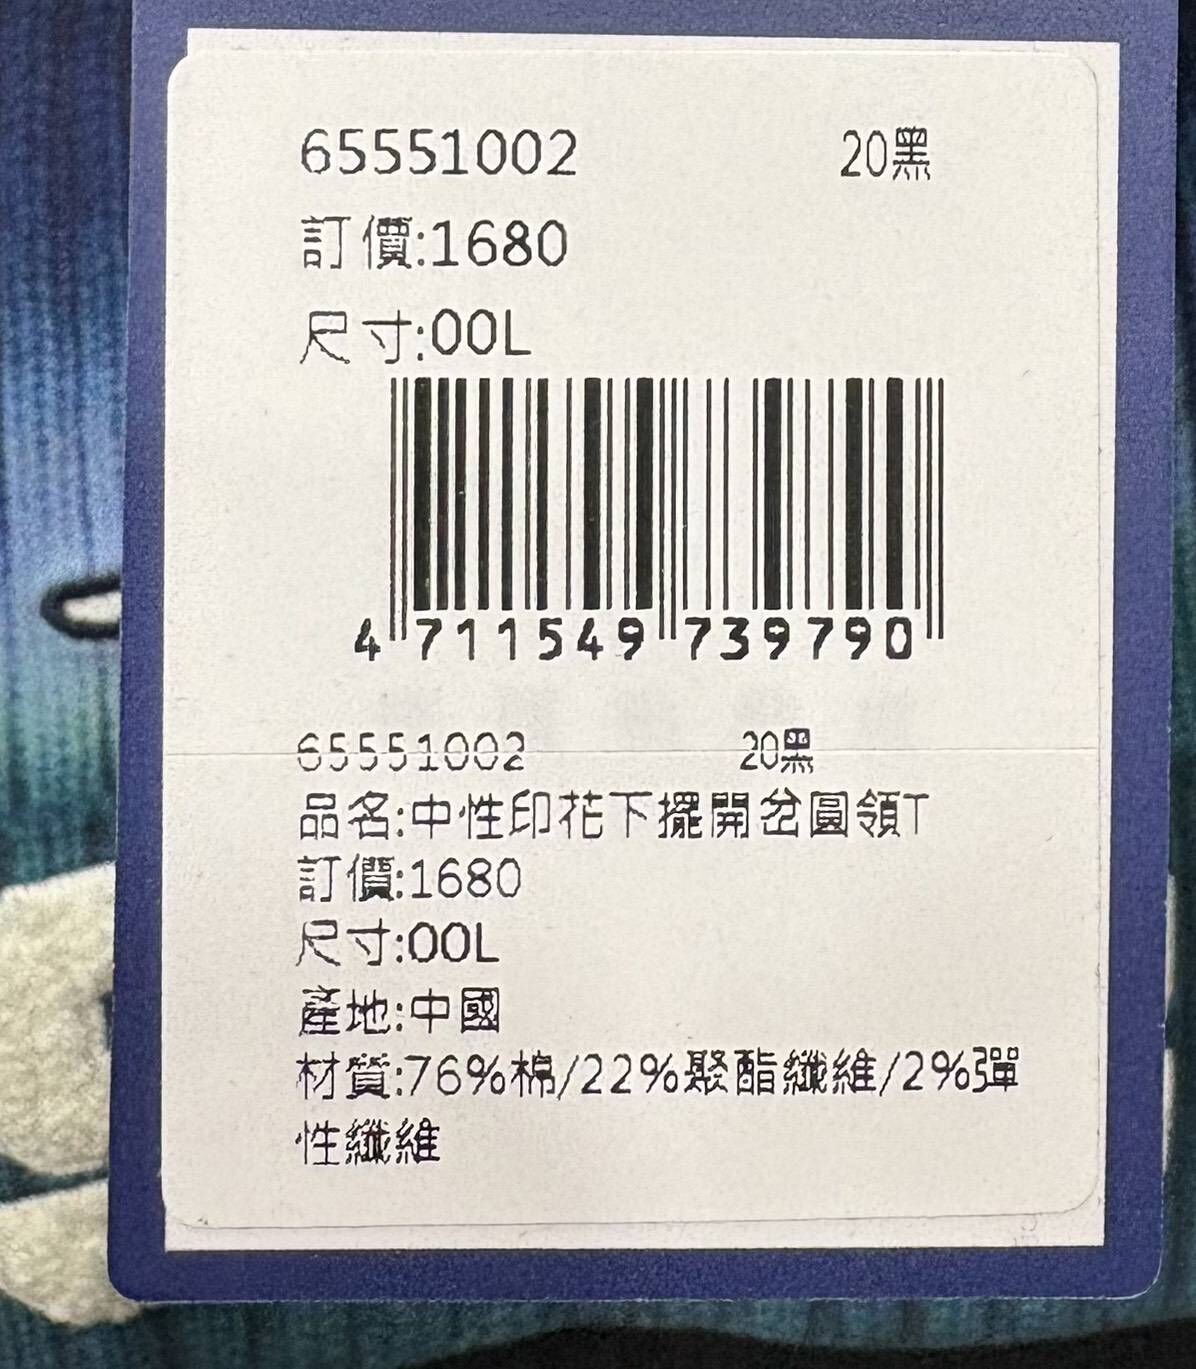 65551002 20黑
訂價:1680
尺寸:00L
4 711549 739790
65551002 20黑
品名:中性印花下擺開岔圓領T
訂價:1680
尺寸:00L
產地:中國
材質:76%棉/22%聚酯纖維/2%彈
性纖維